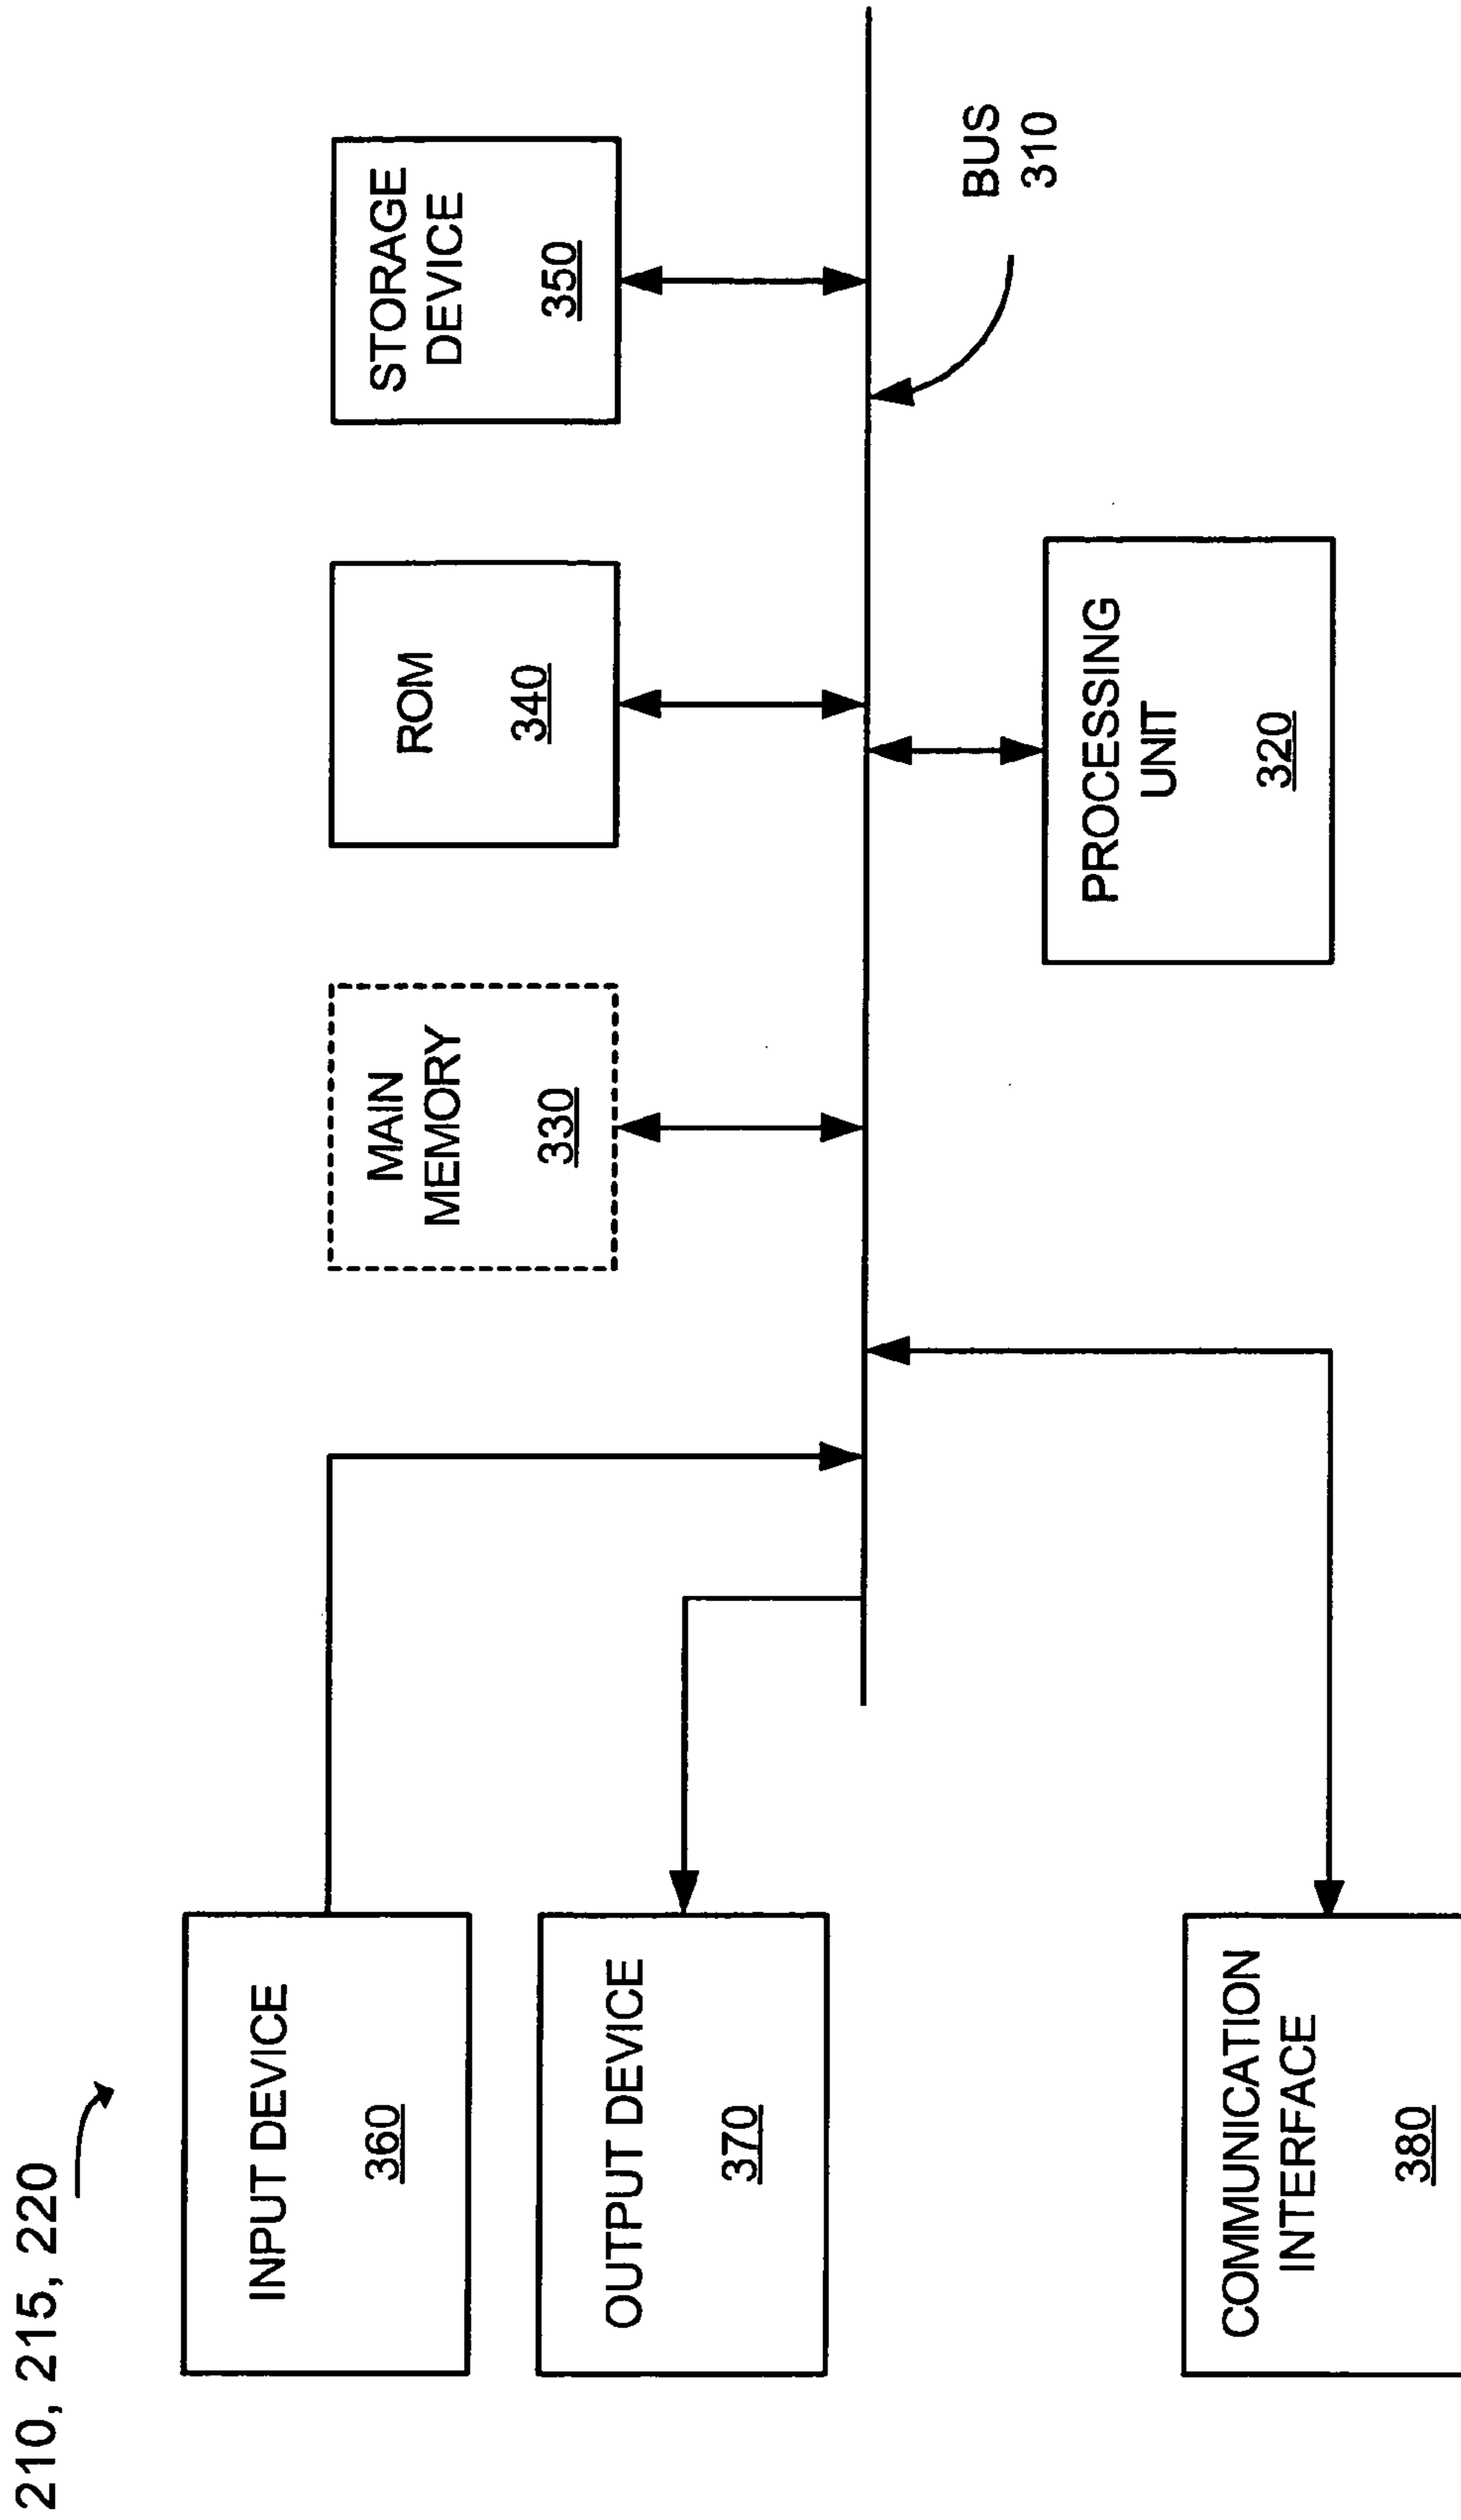 210, 215, 220
INPUT DEVICE
360
OUTPUT DEVICE
370
COMMUNICATION
INTERFACE
380
MAIN
MEMORY
330
ROM
340
STORAGE
DEVICE
350
PROCESSING
UNIT
320
BUS
310